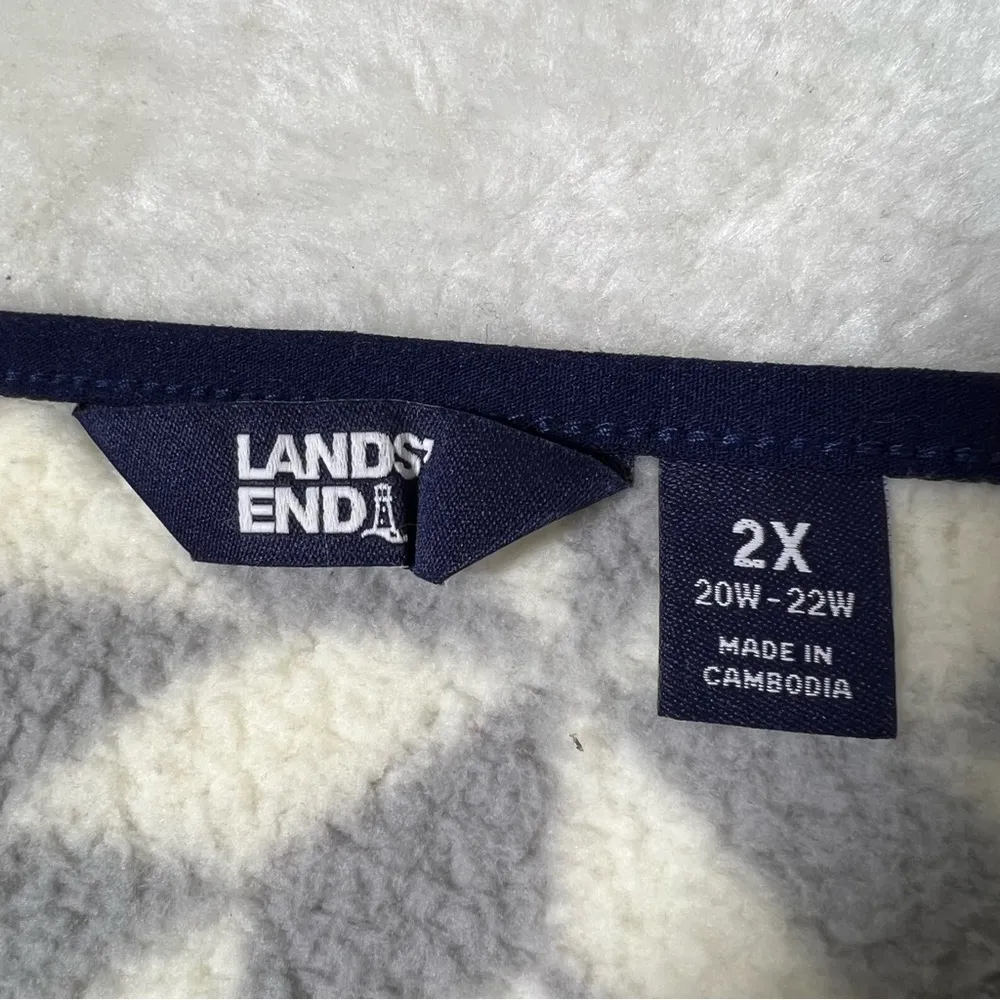 LANDS'
END
2X
20W-22W
MADE IN
CAMBODIA